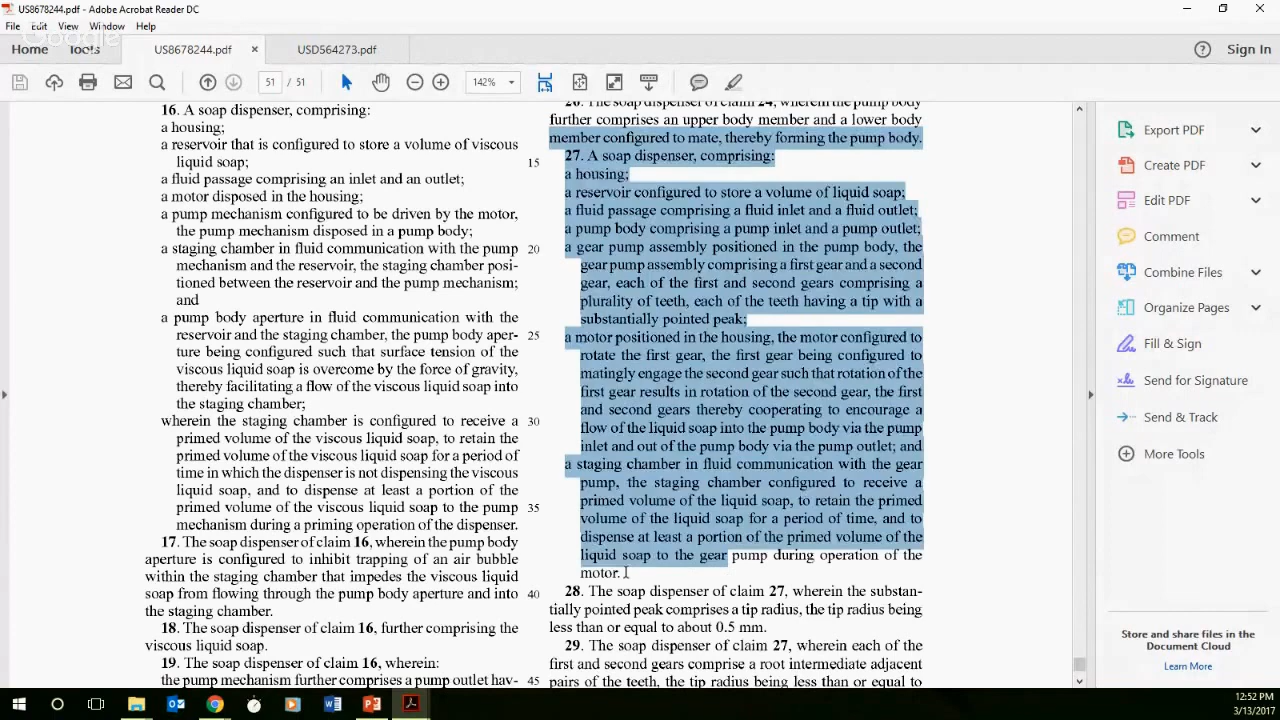 US8678244.pdf - Adobe Acrobat Reader DC
File Edit View Window Help
Google
Home Tools US8678244.pdf × USD564273.pdf Sign In
51 / 51 142%
16. A soap dispenser, comprising:
a housing;
a reservoir that is configured to store a volume of viscous
liquid soap;
15
a fluid passage comprising an inlet and an outlet;
a motor disposed in the housing;
a pump mechanism configured to be driven by the motor,
the pump mechanism disposed in a pump body;
a staging chamber in fluid communication with the pump
20
mechanism and the reservoir, the staging chamber posi-
tioned between the reservoir and the pump mechanism;
and
a pump body aperture in fluid communication with the
reservoir and the staging chamber, the pump body aper-
25
ture being configured such that surface tension of the
viscous liquid soap is overcome by the force of gravity,
thereby facilitating a flow of the viscous liquid soap into
the staging chamber;
wherein the staging chamber is configured to receive a
30
primed volume of the viscous liquid soap, to retain the
primed volume of the viscous liquid soap for a period of
time in which the dispenser is not dispensing the viscous
liquid soap, and to dispense at least a portion of the
primed volume of the viscous liquid soap to the pump
35
mechanism during a priming operation of the dispenser.
17. The soap dispenser of claim 16, wherein the pump body
aperture is configured to inhibit trapping of an air bubble
within the staging chamber that impedes the viscous liquid
soap from flowing through the pump body aperture and into
40
the staging chamber.
18. The soap dispenser of claim 16, further comprising the
viscous liquid soap.
19. The soap dispenser of claim 16, wherein:
the pump mechanism further comprises a pump outlet hav-
45
26. The soap dispenser of claim 24, wherein the pump body
further comprises an upper body member and a lower body
member configured to mate, thereby forming the pump body.
27. A soap dispenser, comprising:
a housing;
a reservoir configured to store a volume of liquid soap;
a fluid passage comprising a fluid inlet and a fluid outlet;
a pump body comprising a pump inlet and a pump outlet;
a gear pump assembly positioned in the pump body, the
gear pump assembly comprising a first gear and a second
gear, each of the first and second gears comprising a
plurality of teeth, each of the teeth having a tip with a
substantially pointed peak;
a motor positioned in the housing, the motor configured to
rotate the first gear, the first gear being configured to
matingly engage the second gear such that rotation of the
first gear results in rotation of the second gear, the first
and second gears thereby cooperating to encourage a
flow of the liquid soap into the pump body via the pump
inlet and out of the pump body via the pump outlet; and
a staging chamber in fluid communication with the gear
pump, the staging chamber configured to receive a
primed volume of the liquid soap, to retain the primed
volume of the liquid soap for a period of time, and to
dispense at least a portion of the primed volume of the
liquid soap to the gear pump during operation of the
motor.
28. The soap dispenser of claim 27, wherein the substan-
tially pointed peak comprises a tip radius, the tip radius being
less than or equal to about 0.5 mm.
29. The soap dispenser of claim 27, wherein each of the
first and second gears comprise a root intermediate adjacent
pairs of the teeth, the tip radius being less than or equal to
Export PDF
Create PDF
Edit PDF
Comment
Combine Files
Organize Pages
Fill & Sign
Send for Signature
Send & Track
More Tools
Store and share files in the
Document Cloud
Learn More
12:52 PM
3/13/2017